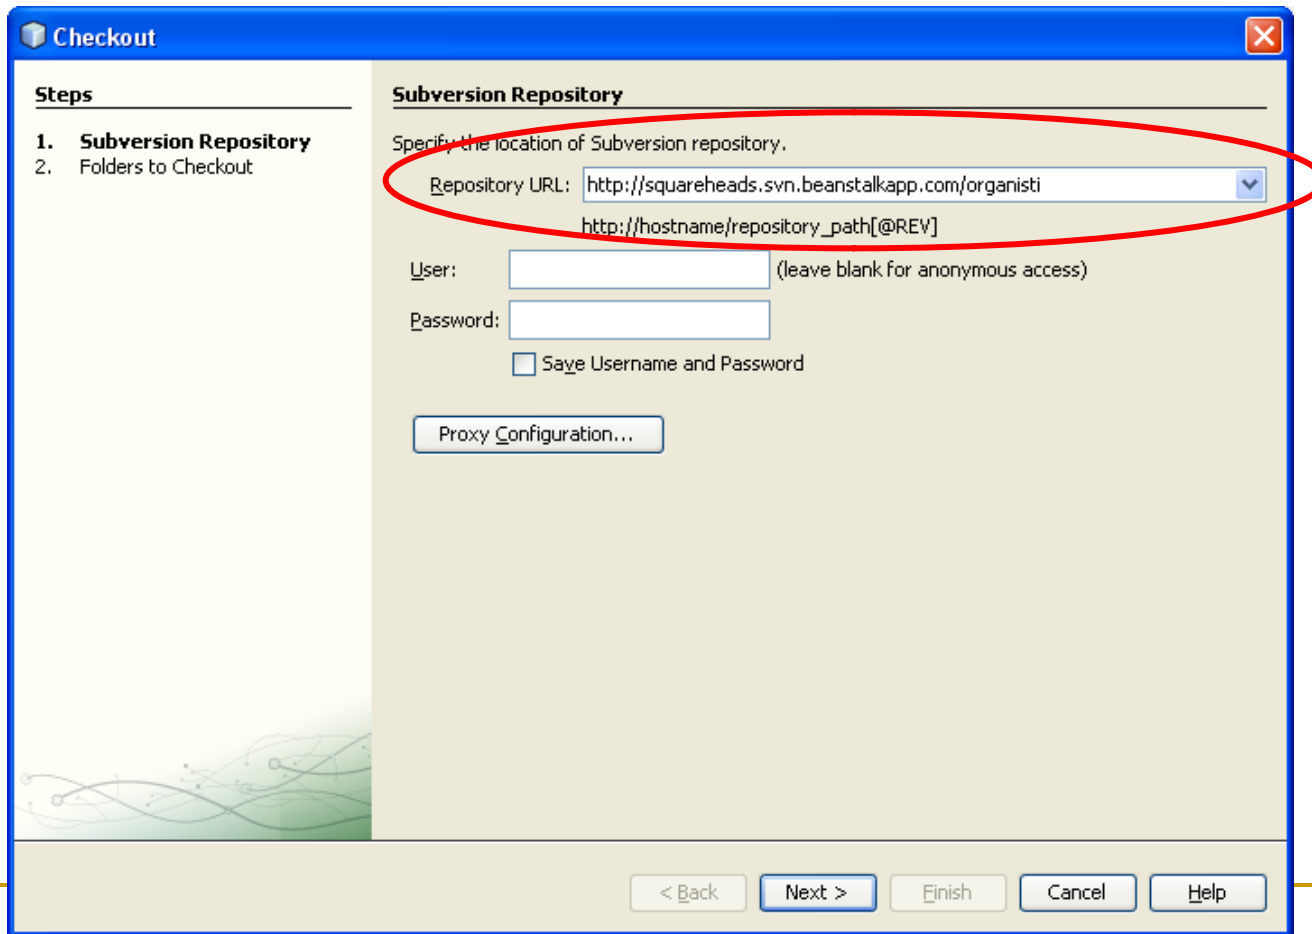 Checkout
Steps
1. Subversion Repository
2. Folders to Checkout
Subversion Repository
Specify the location of Subversion repository.
Repository URL: http://squareheads.svn.beanstalkapp.com/organisti
http://hostname/repository_path[@REV]
User: (leave blank for anonymous access)
Password:
Save Username and Password
Proxy Configuration...
< Back Next > Finish Cancel Help